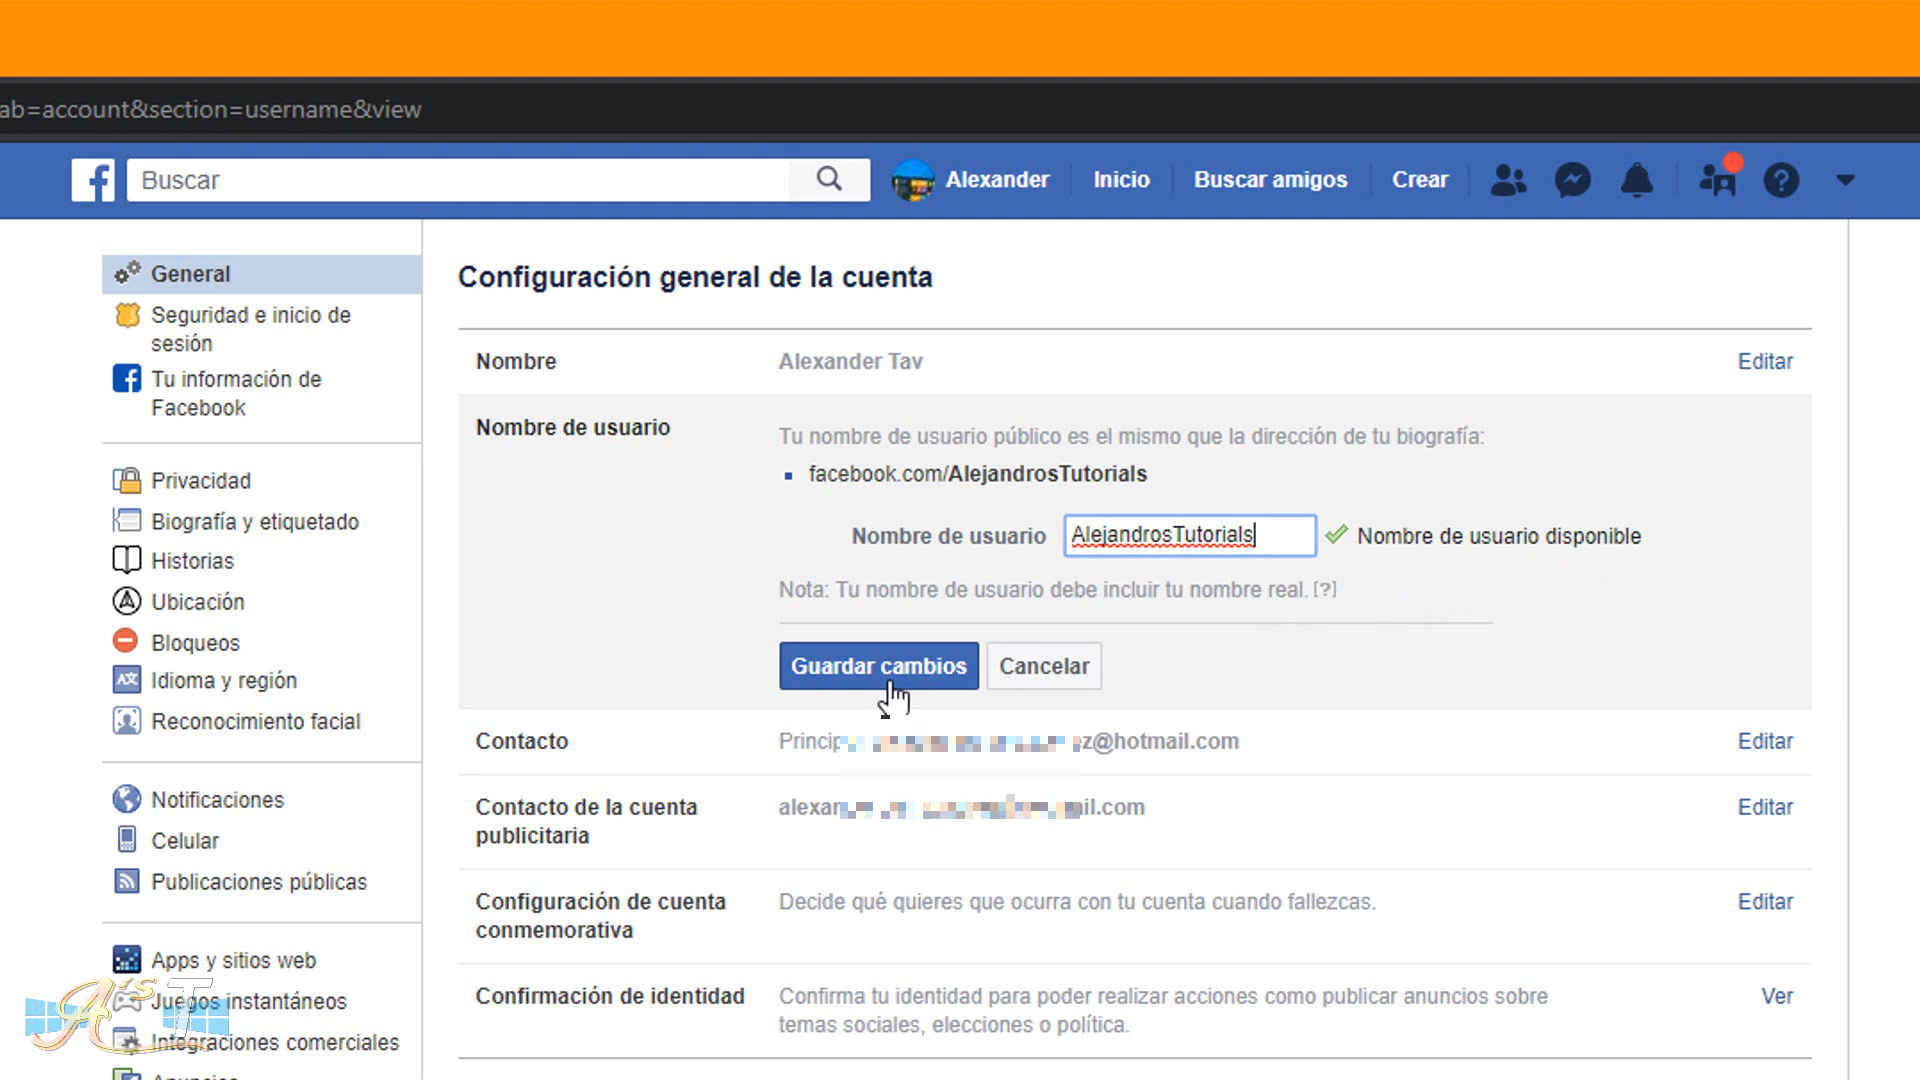 ab=account&section=username&view
Buscar
Alexander
Inicio
Buscar amigos
Crear
General
Seguridad e inicio de
sesión
Tu información de
Facebook
Privacidad
Biografía y etiquetado
Historias
Ubicación
Bloqueos
Idioma y región
Reconocimiento facial
Notificaciones
Celular
Publicaciones públicas
Apps y sitios web
Juegos instantáneos
Integraciones comerciales
Configuración general de la cuenta
Nombre
Alexander Tav
Editar
Nombre de usuario
Tu nombre de usuario público es el mismo que la dirección de tu biografía:
facebook.com/AlejandrosTutorials
Nombre de usuario
AlejandrosTutorials
Nombre de usuario disponible
Nota: Tu nombre de usuario debe incluir tu nombre real. [?]
Guardar cambios
Cancelar
Contacto
z@hotmail.com
Editar
Contacto de la cuenta
publicitaria
alexan
il.com
Editar
Configuración de cuenta
conmemorativa
Decide qué quieres que ocurra con tu cuenta cuando fallezcas.
Editar
Confirmación de identidad
Confirma tu identidad para poder realizar acciones como publicar anuncios sobre
temas sociales, elecciones o política.
Ver
A's T